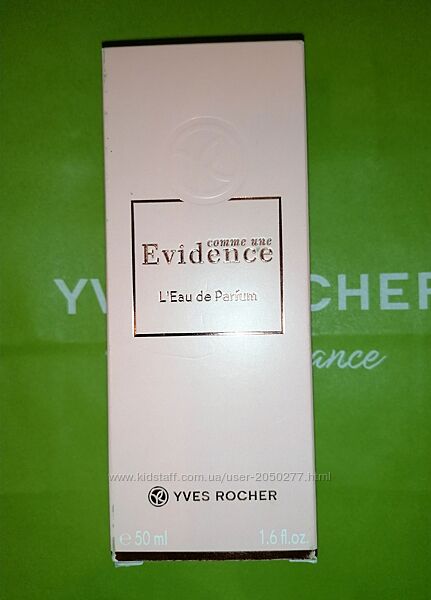 comme une
Evidence
L'Eau de Parfum
YVES ROCHER
ance
www.kidstaff.com.ua/user-2050277.html
YVES ROCHER
e 50 ml 1.6 fl.oz.